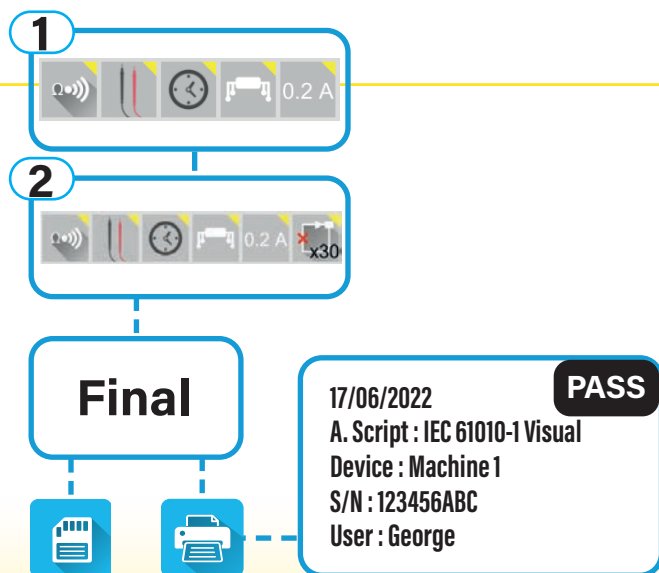 1
Ω 0.2 A
2
Ω 0.2 A x30
Final
PASS
17/06/2022
A. Script : IEC 61010-1 Visual
Device : Machine 1
S/N : 123456ABC
User : George